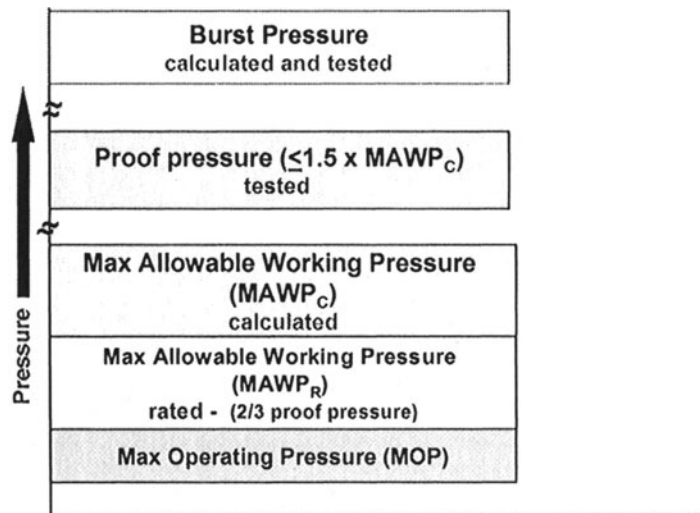 Burst Pressure
calculated and tested
Proof pressure (≤1.5 x MAWPC)
tested
Max Allowable Working Pressure
(MAWPC)
calculated
Max Allowable Working Pressure
(MAWPR)
rated - (2/3 proof pressure)
Max Operating Pressure (MOP)
Pressure